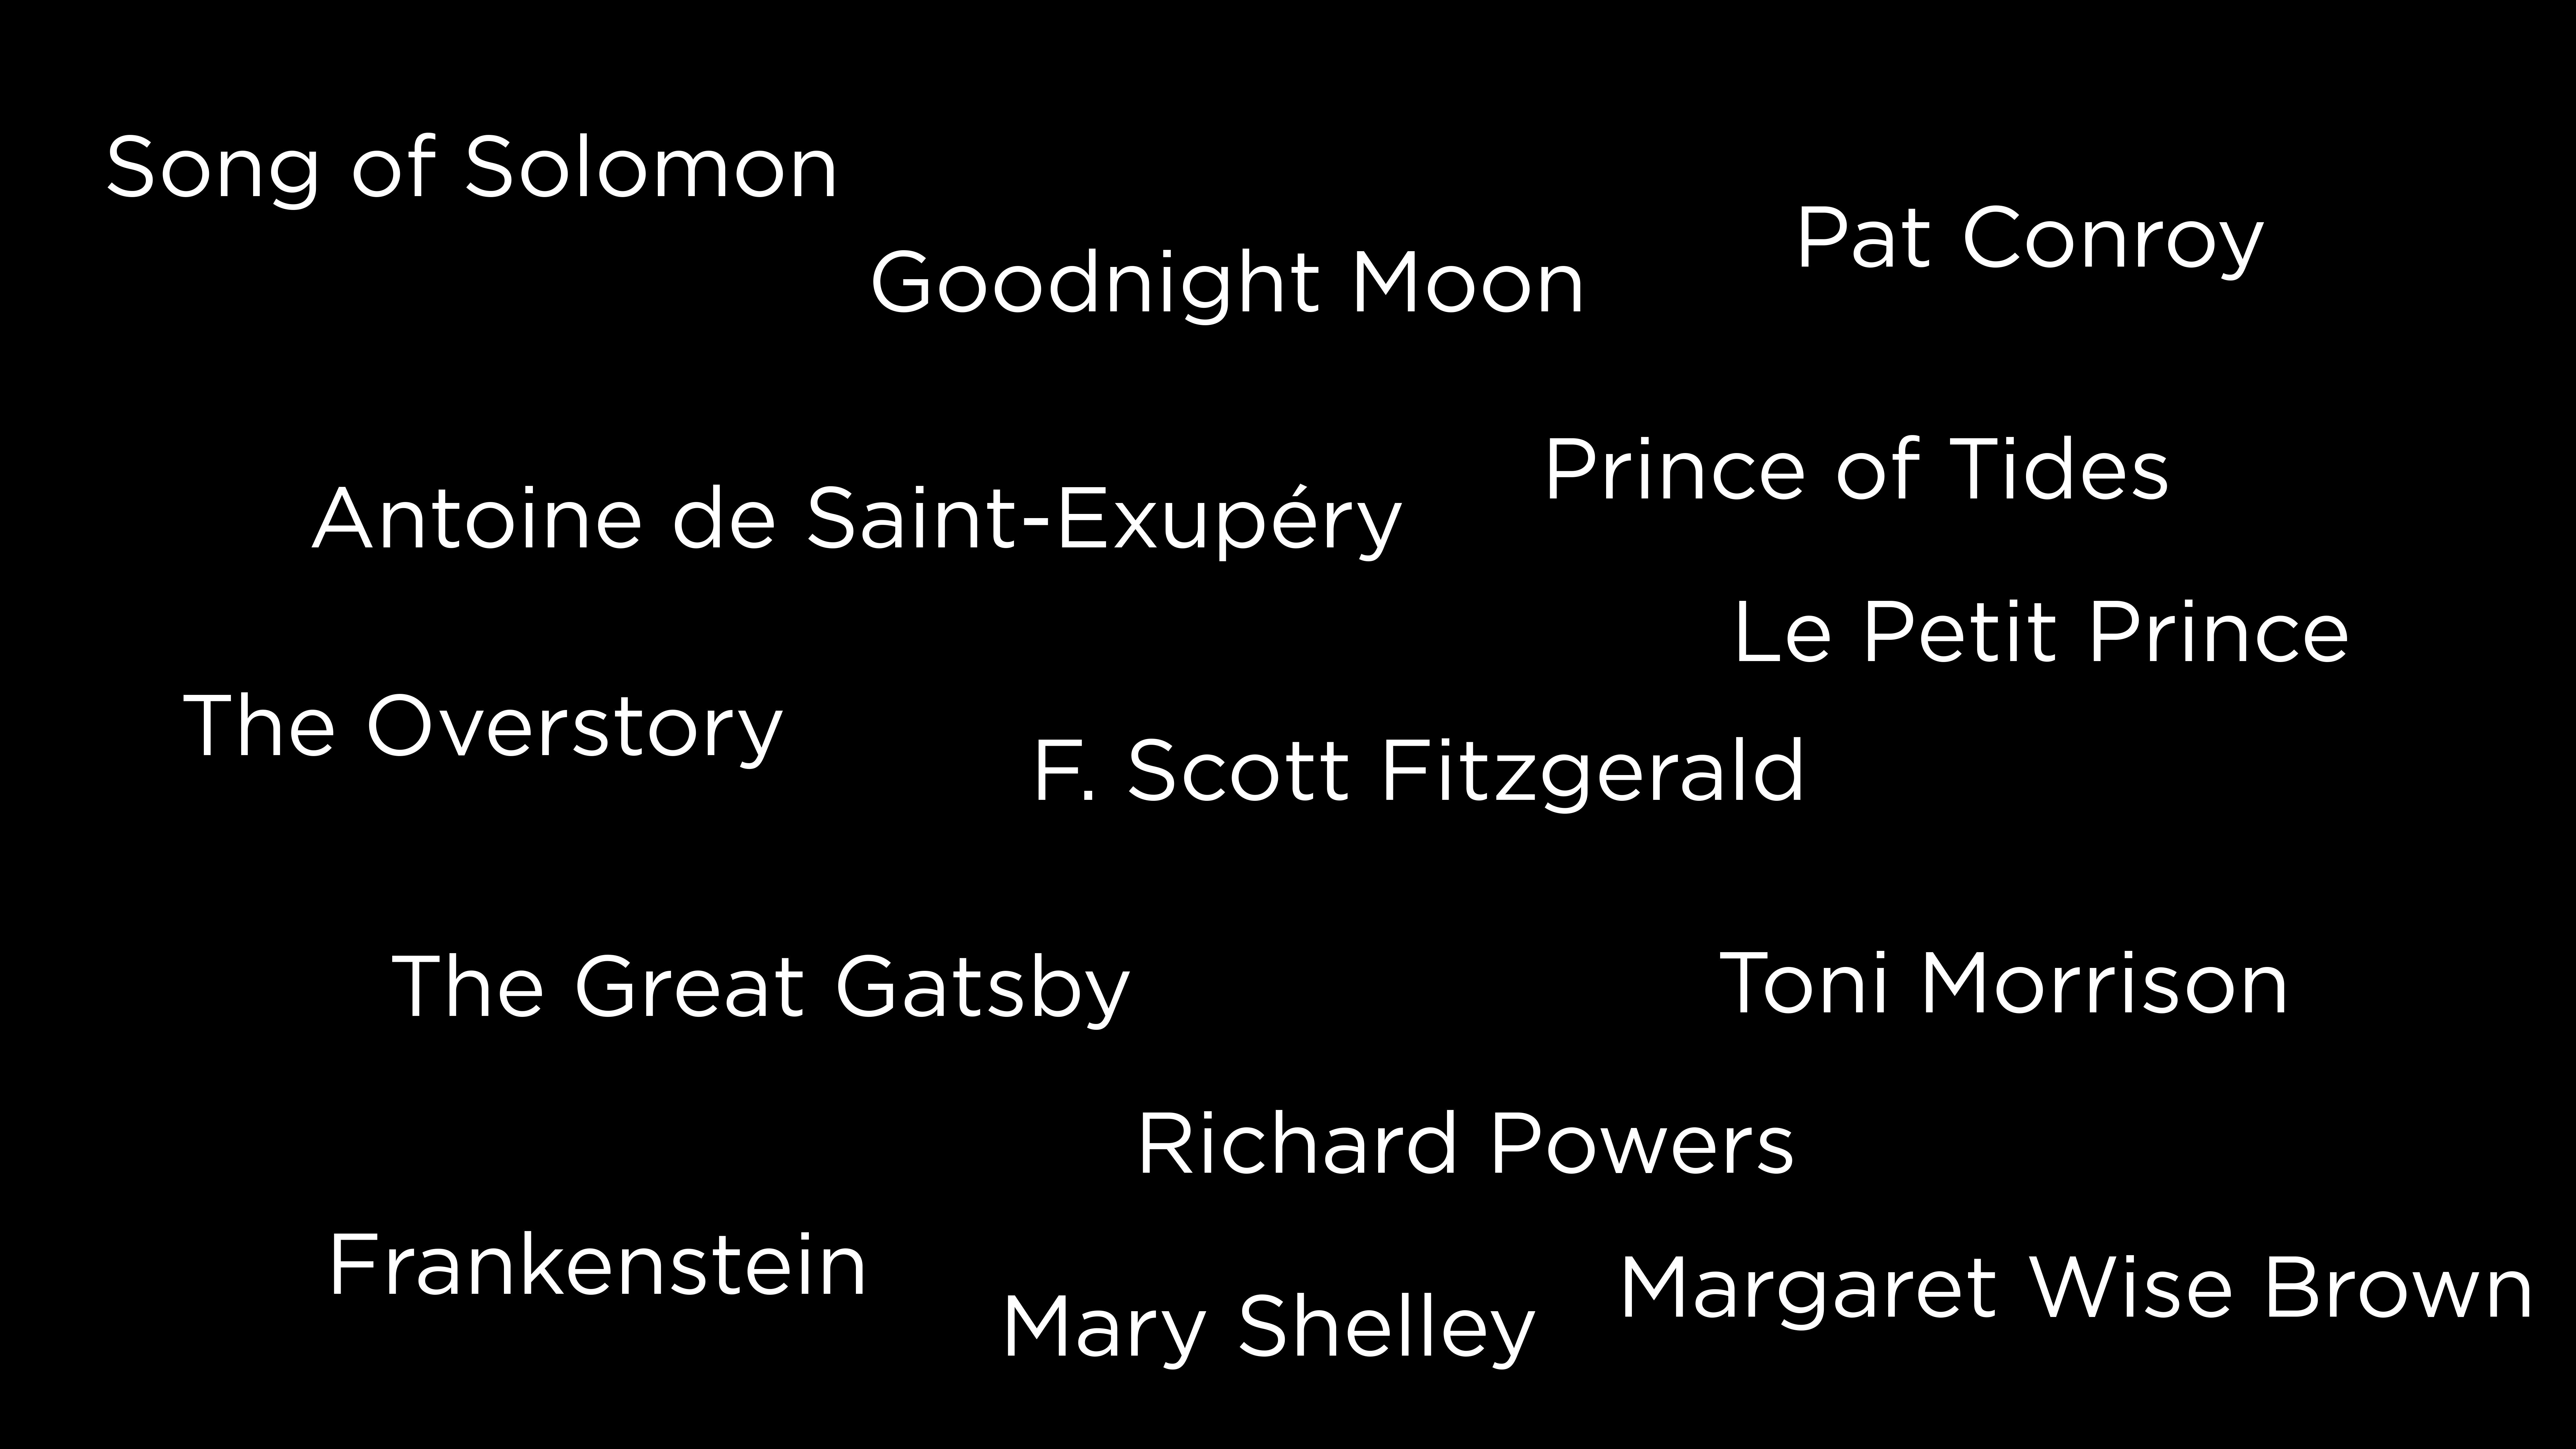 Song of Solomon
Pat Conroy
Goodnight Moon
Prince of Tides
Antoine de Saint-Exupéry
Le Petit Prince
The Overstory
F. Scott Fitzgerald
The Great Gatsby
Toni Morrison
Richard Powers
Frankenstein
Margaret Wise Brown
Mary Shelley